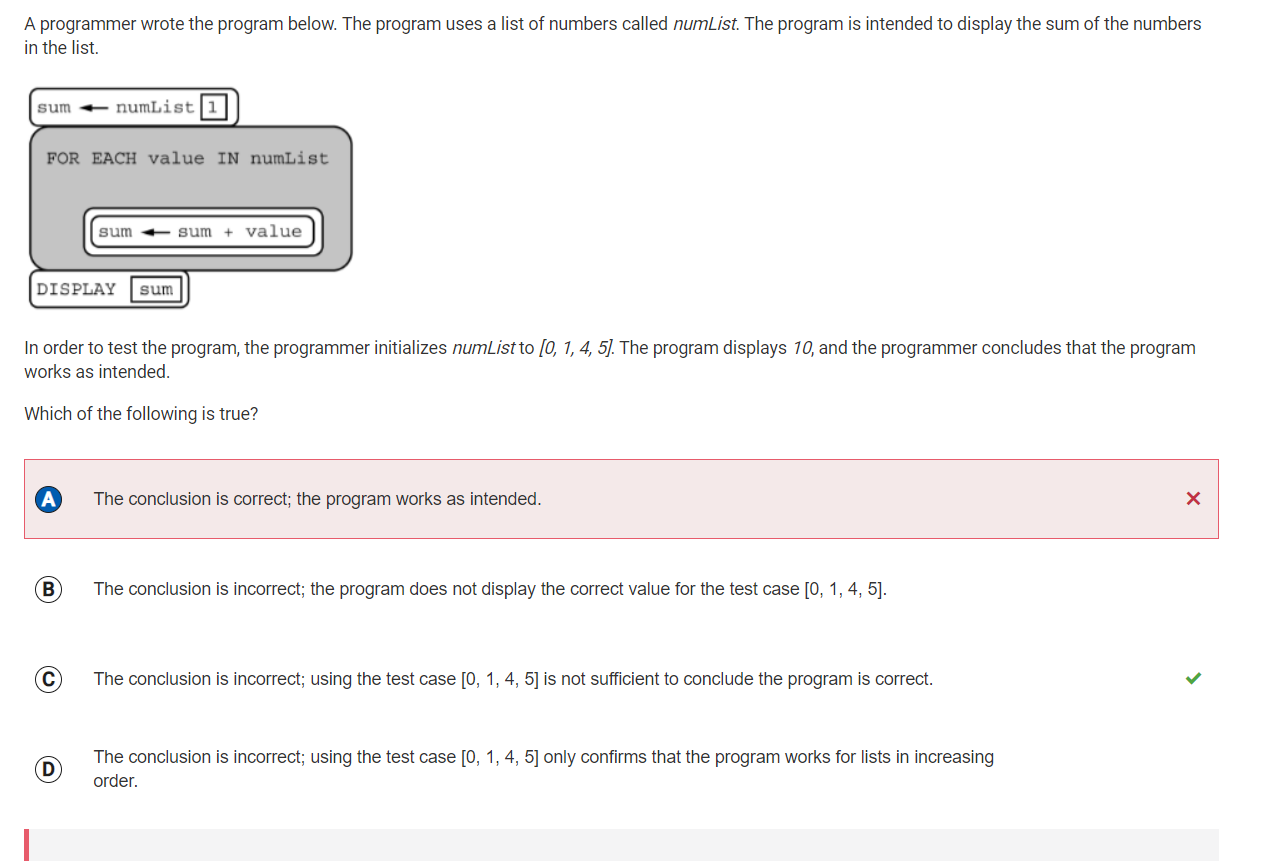 A programmer wrote the program below. The program uses a list of numbers called numList. The program is intended to display the sum of the numbers
in the list.
sum ← numList 1
FOR EACH value IN numList
sum ← sum + value
DISPLAY sum
In order to test the program, the programmer initializes numList to [0, 1, 4, 5]. The program displays 10, and the programmer concludes that the program
works as intended.
Which of the following is true?
A The conclusion is correct; the program works as intended.
B The conclusion is incorrect; the program does not display the correct value for the test case [0, 1, 4, 5].
C The conclusion is incorrect; using the test case [0, 1, 4, 5] is not sufficient to conclude the program is correct.
D The conclusion is incorrect; using the test case [0, 1, 4, 5] only confirms that the program works for lists in increasing
order.